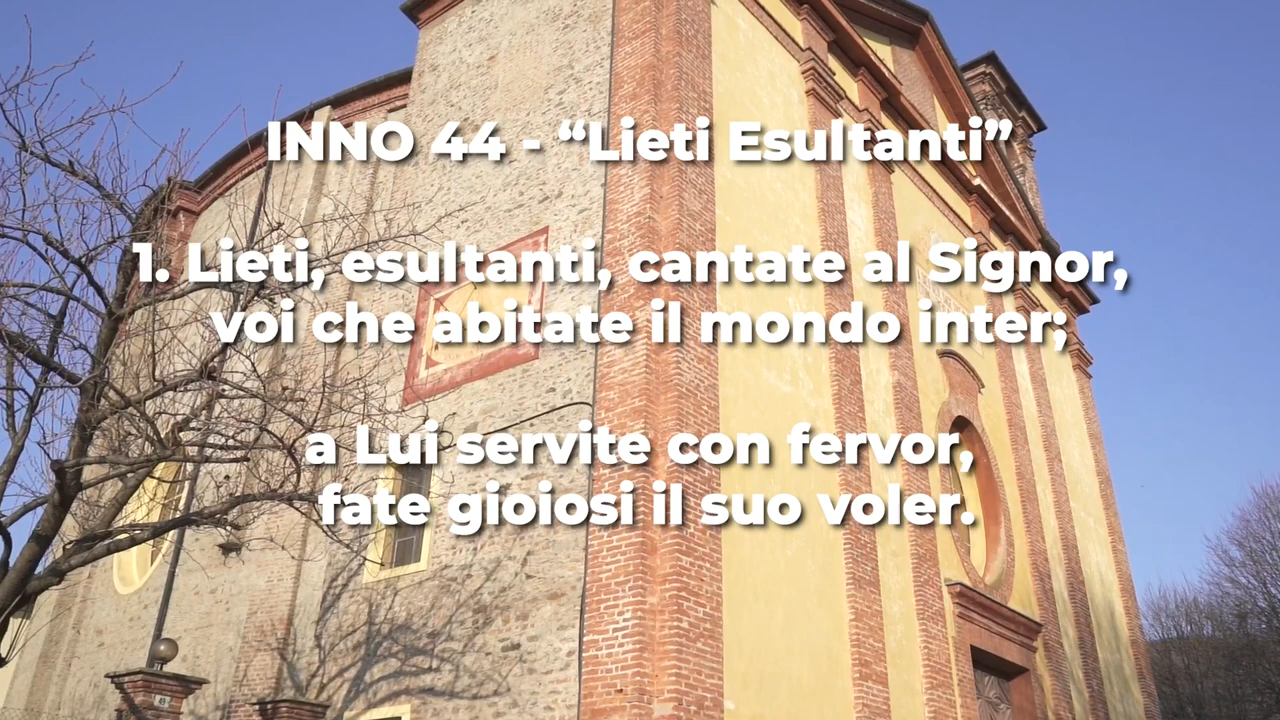 INNO 44 - “Lieti Esultanti”
1. Lieti, esultanti, cantate al Signor,
voi che abitate il mondo inter;
a Lui servite con fervor,
fate gioiosi il suo voler.
49